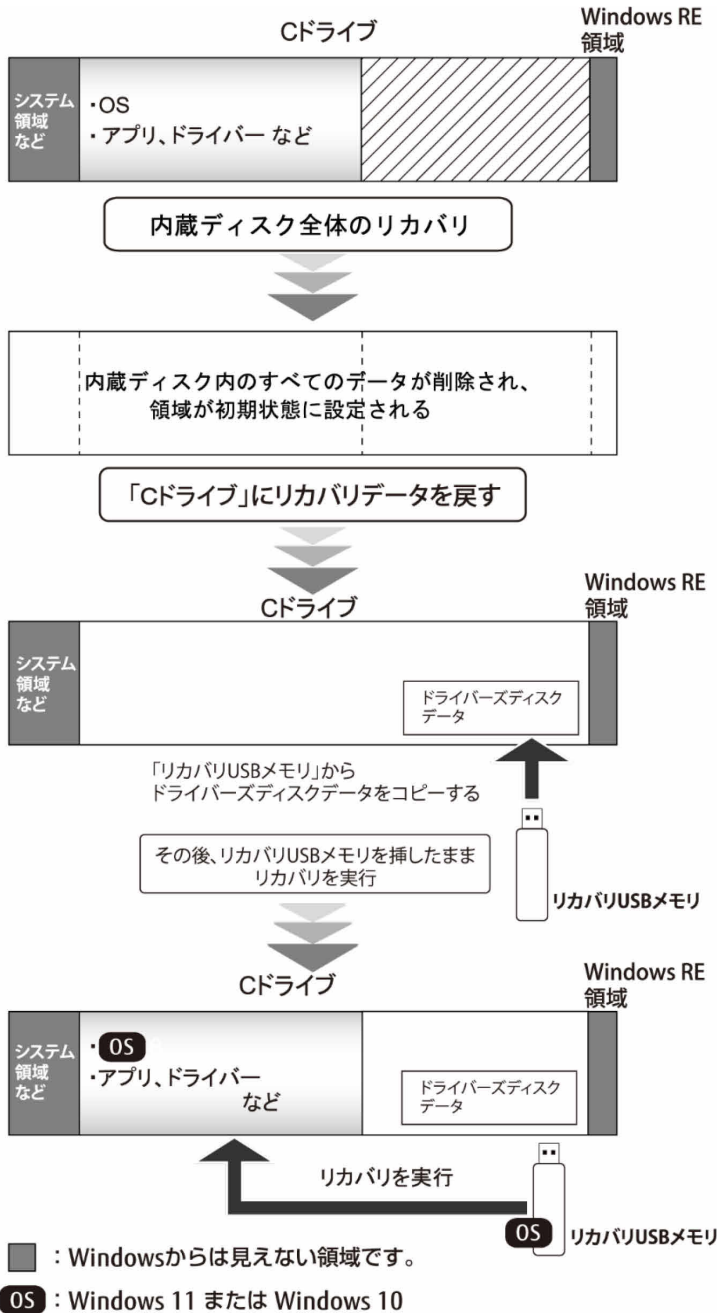 Cドライブ
Windows RE
領域
システム
領域
など
・OS
・アプリ、ドライバー など
内蔵ディスク全体のリカバリ
内蔵ディスク内のすべてのデータが削除され、
領域が初期状態に設定される
「Cドライブ」にリカバリデータを戻す
Cドライブ
Windows RE
領域
システム
領域
など
ドライバーズディスク
データ
「リカバリUSBメモリ」から
ドライバーズディスクデータをコピーする
その後、リカバリUSBメモリを挿したまま
リカバリを実行
リカバリUSBメモリ
Cドライブ
Windows RE
領域
システム
領域
など
・OS
・アプリ、ドライバー
など
ドライバーズディスク
データ
リカバリを実行
OS
リカバリUSBメモリ
：Windowsからは見えない領域です。
OS：Windows 11 または Windows 10